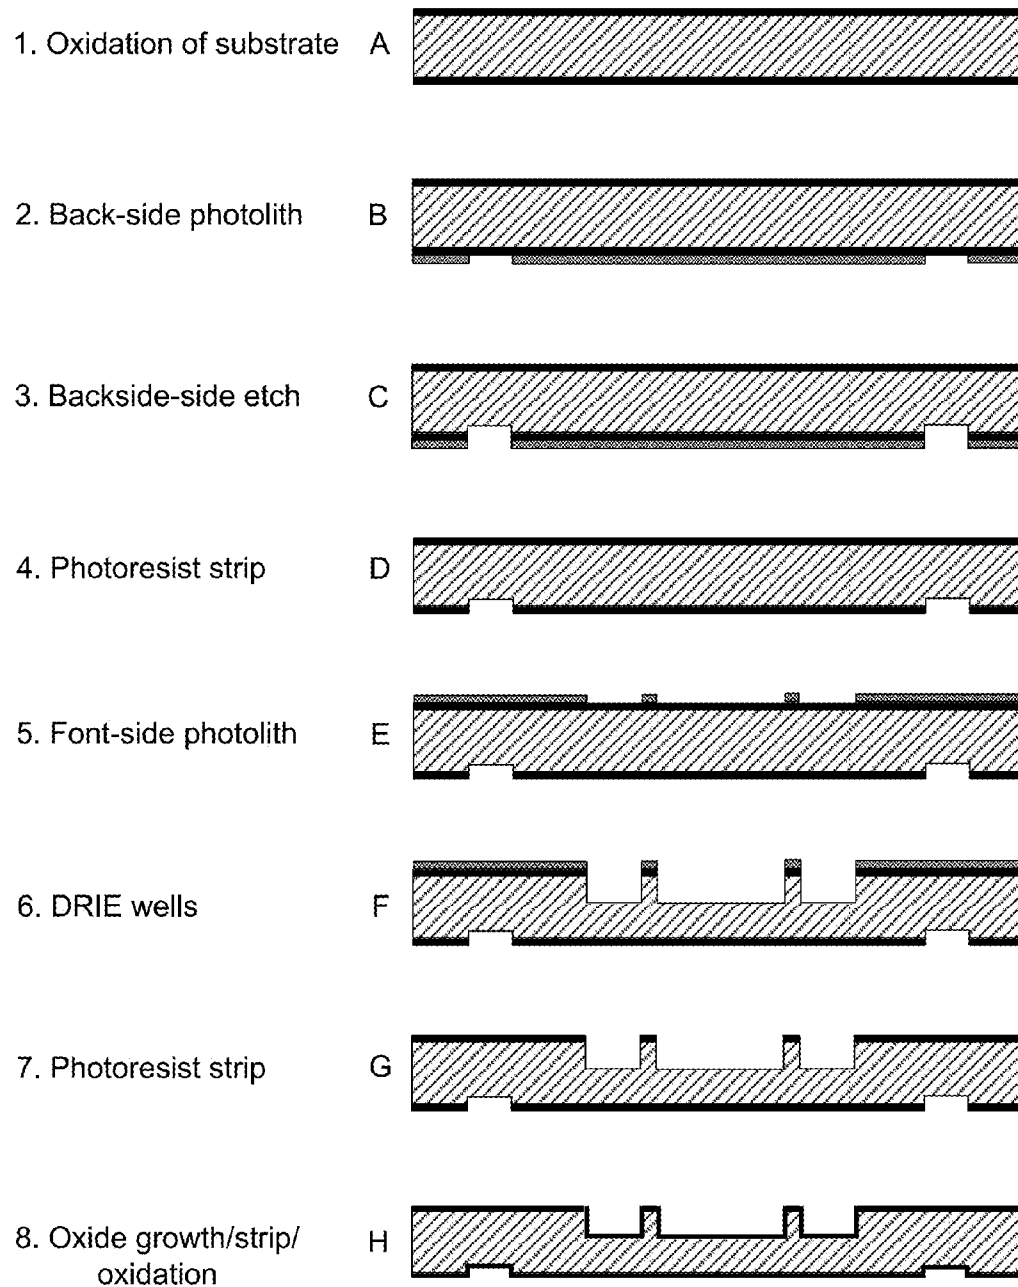 1. Oxidation of substrate A
2. Back-side photolith B
3. Backside-side etch C
4. Photoresist strip D
5. Font-side photolith E
6. DRIE wells F
7. Photoresist strip G
8. Oxide growth/strip/ H
oxidation